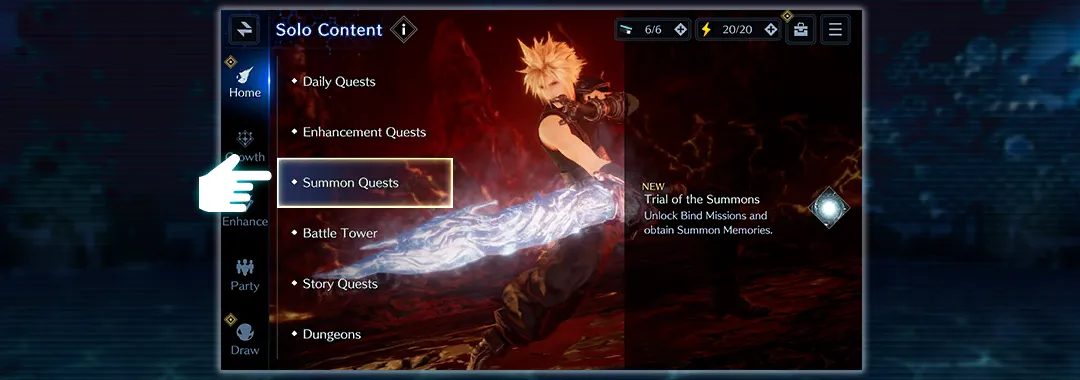 Solo Content
6/6
20/20
Home
Growth
Enhance
Party
Draw
Daily Quests
Enhancement Quests
Summon Quests
Battle Tower
Story Quests
Dungeons
NEW
Trial of the Summons
Unlock Bind Missions and
obtain Summon Memories.